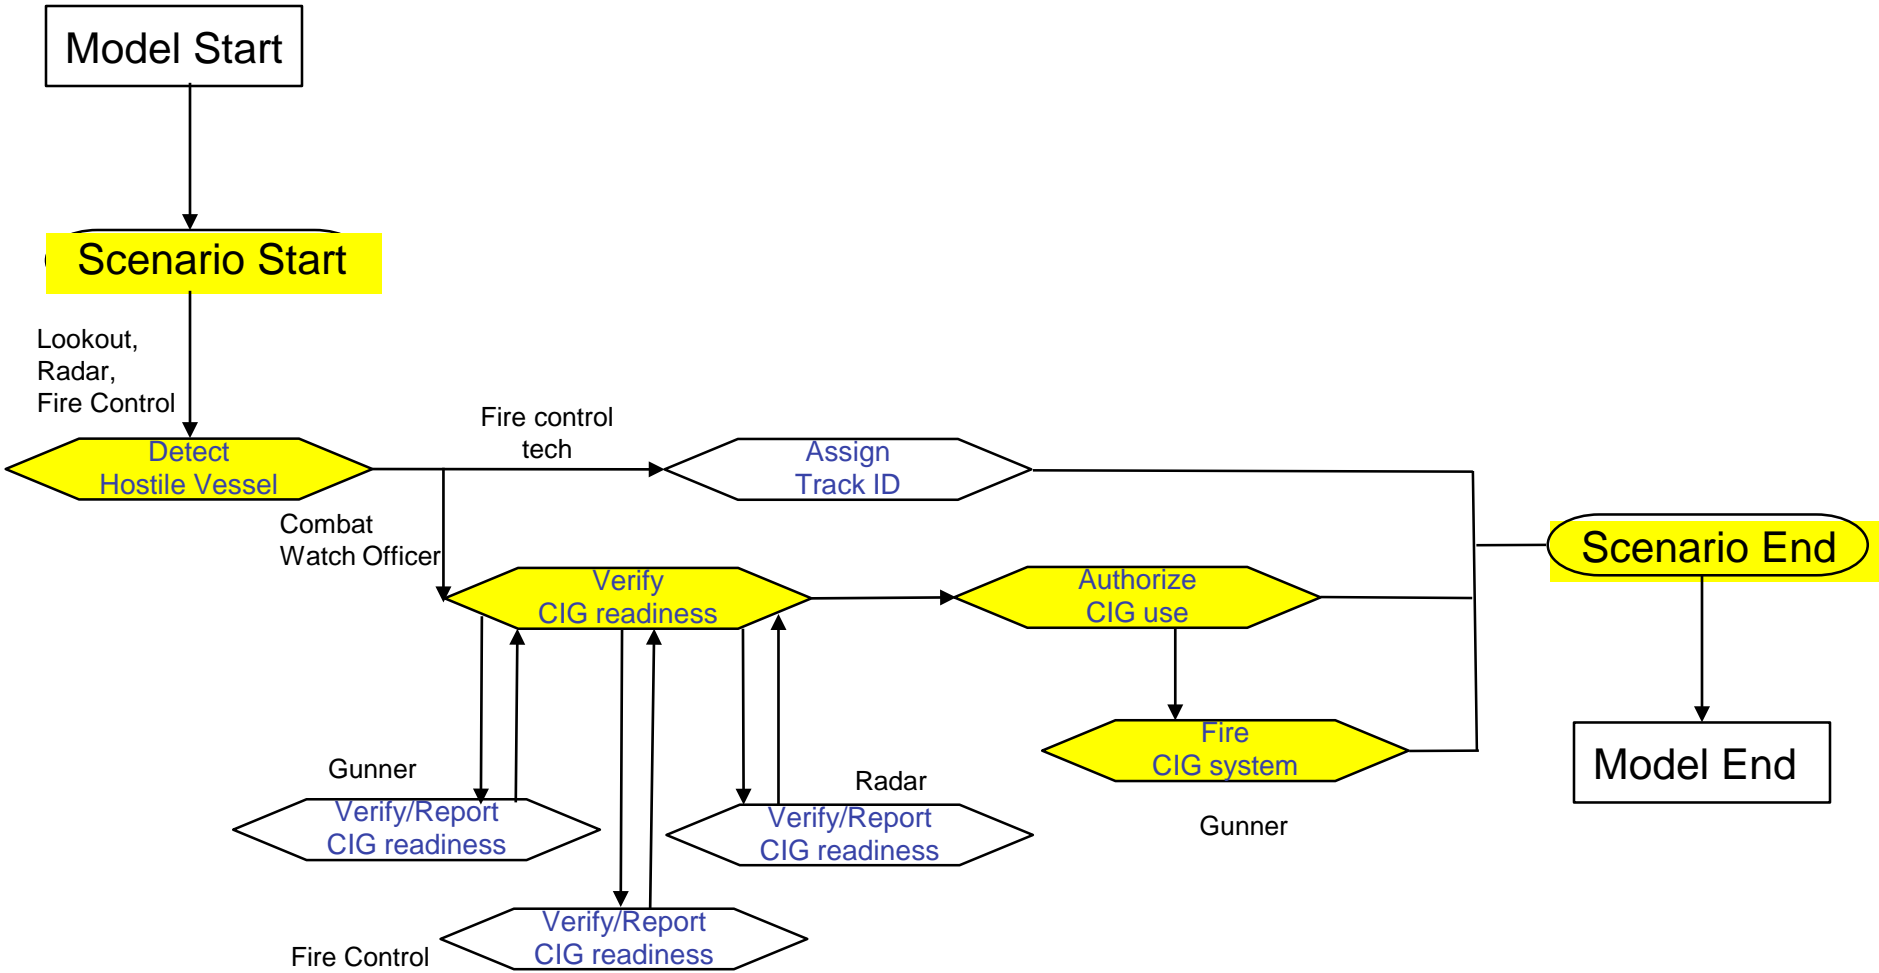 Model Start
Scenario Start
Lookout,
Radar,
Fire Control
Detect
Hostile Vessel
Fire control
tech
Assign
Track ID
Combat
Watch Officer
Verify
CIG readiness
Authorize
CIG use
Scenario End
Fire
CIG system
Model End
Gunner
Verify/Report
CIG readiness
Radar
Verify/Report
CIG readiness
Gunner
Fire Control
Verify/Report
CIG readiness